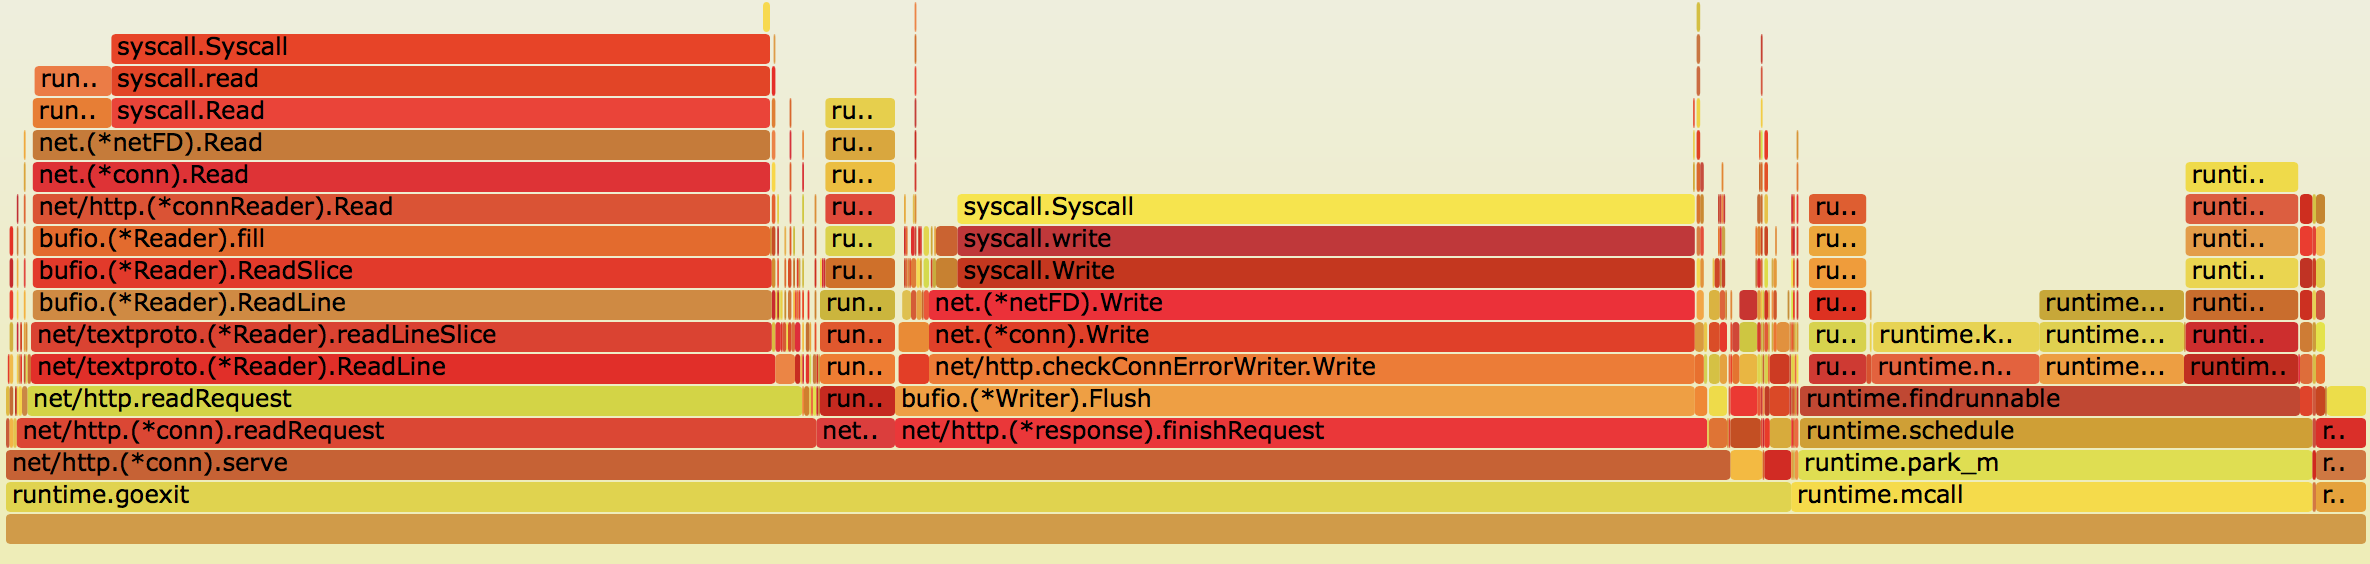 syscall.Syscall
run.. syscall.read
run.. syscall.Read ru..
net.(*netFD).Read ru..
net.(*conn).Read ru.. runti..
net/http.(*connReader).Read ru.. syscall.Syscall ru.. runti..
bufio.(*Reader).fill ru.. syscall.write ru.. runti..
bufio.(*Reader).ReadSlice ru.. syscall.Write ru.. runti..
bufio.(*Reader).ReadLine run.. net.(*netFD).Write ru.. runtime... runti..
net/textproto.(*Reader).readLineSlice run.. net.(*conn).Write ru.. runtime.k.. runtime... runti..
net/textproto.(*Reader).ReadLine run.. net/http.checkConnErrorWriter.Write ru.. runtime.n.. runtime... runtim..
net/http.readRequest run.. bufio.(*Writer).Flush runtime.findrunnable
net/http.(*conn).readRequest net.. net/http.(*response).finishRequest runtime.schedule r..
net/http.(*conn).serve runtime.park_m r..
runtime.goexit runtime.mcall r..